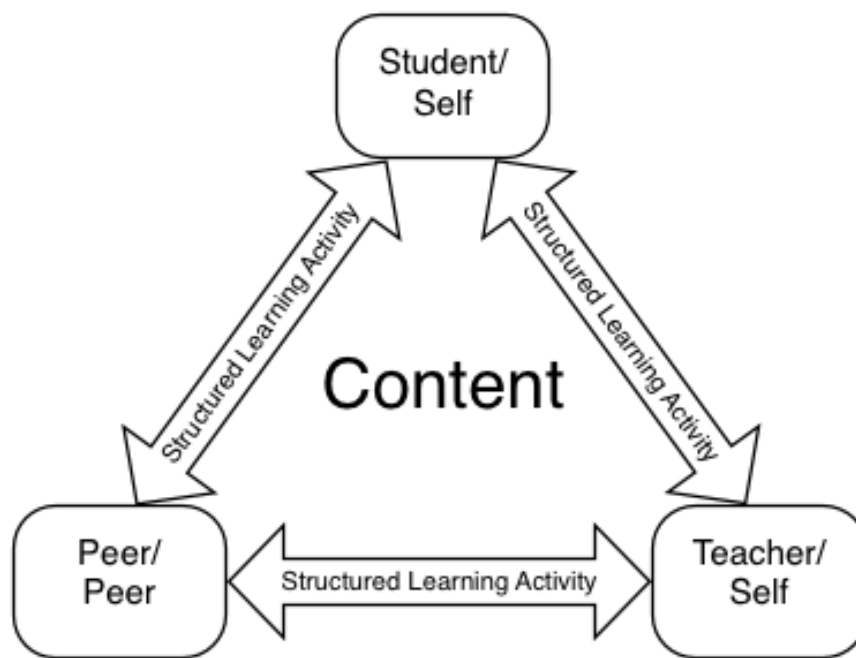 Student/
Self
Structured Learning Activity
Structured Learning Activity
Content
Peer/
Peer
Structured Learning Activity
Teacher/
Self